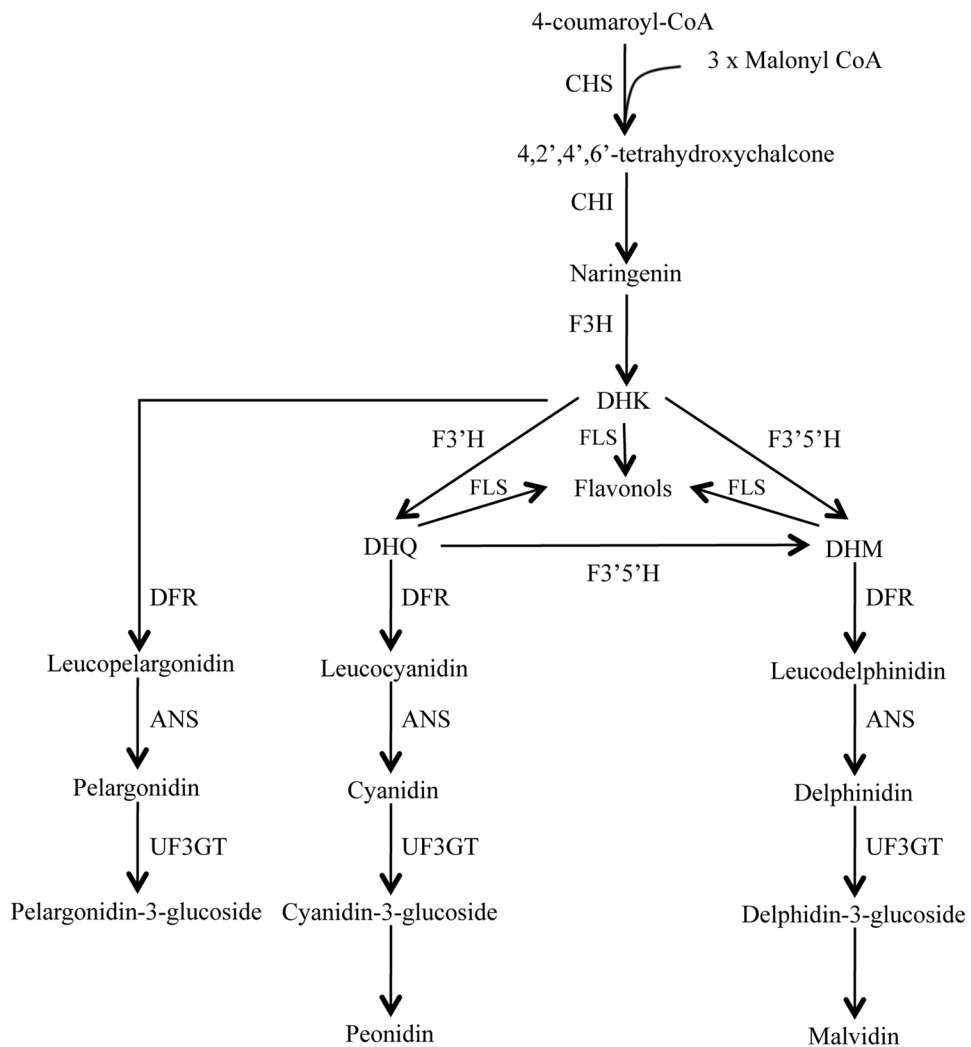 4-coumaroyl-CoA
3 x Malonyl CoA
CHS
4,2',4',6'-tetrahydroxychalcone
CHI
Naringenin
F3H
DHK
F3'H
FLS
F3'5'H
FLS
Flavonols
FLS
DHQ
DHM
F3'5'H
DFR
DFR
DFR
Leucopelargonidin
Leucocyanidin
Leucodelphinidin
ANS
ANS
ANS
Pelargonidin
Cyanidin
Delphinidin
UF3GT
UF3GT
UF3GT
Pelargonidin-3-glucoside
Cyanidin-3-glucoside
Delphidin-3-glucoside
Peonidin
Malvidin